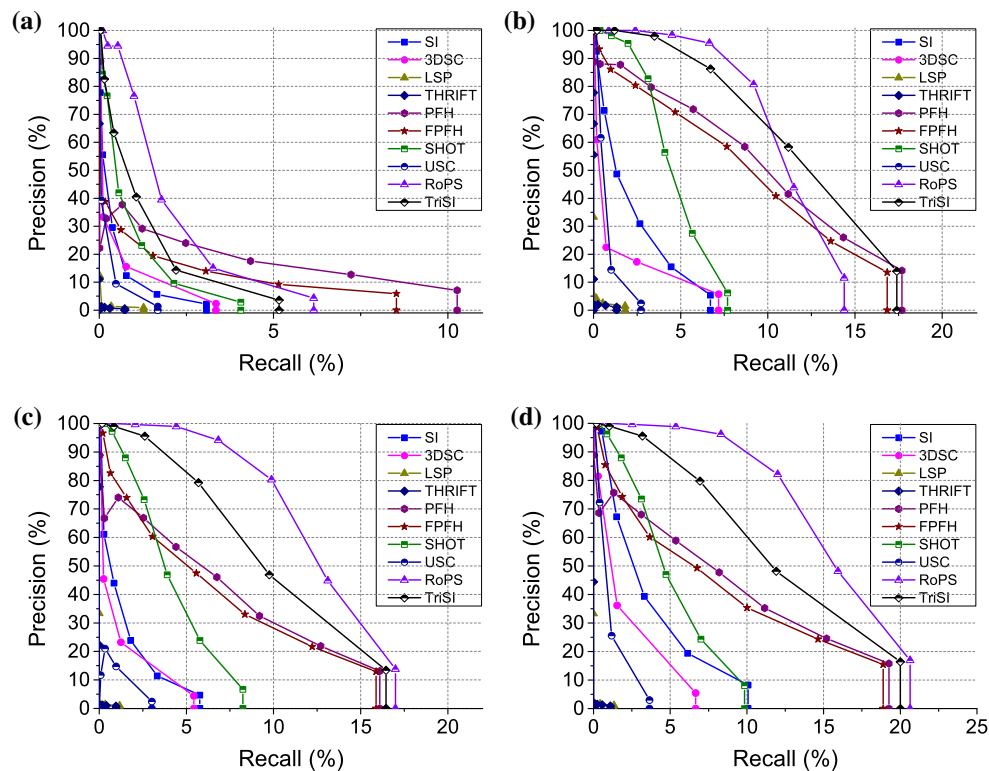 (a)
100
90
80
70
60
50
40
30
20
10
0
Precision (%)
0
5
10
Recall (%)
SI
3DSC
LSP
THRIFT
PFH
FPFH
SHOT
USC
RoPS
TriSI
(b)
100
90
80
70
60
50
40
30
20
10
0
Precision (%)
0
5
10
15
20
Recall (%)
SI
3DSC
LSP
THRIFT
PFH
FPFH
SHOT
USC
RoPS
TriSI
(c)
100
90
80
70
60
50
40
30
20
10
0
Precision (%)
0
5
10
15
20
Recall (%)
SI
3DSC
LSP
THRIFT
PFH
FPFH
SHOT
USC
RoPS
TriSI
(d)
100
90
80
70
60
50
40
30
20
10
0
Precision (%)
0
5
10
15
20
25
Recall (%)
SI
3DSC
LSP
THRIFT
PFH
FPFH
SHOT
USC
RoPS
TriSI